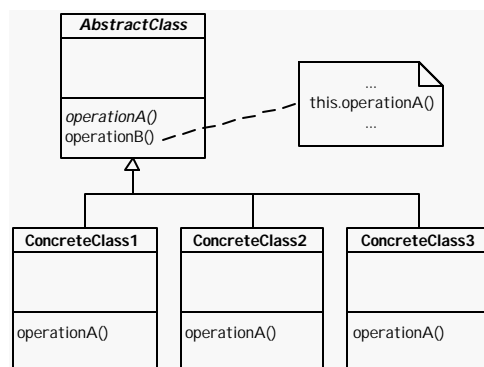 AbstractClass
operationA()
operationB()
...
this.operationA()
...
ConcreteClass1
operationA()
ConcreteClass2
operationA()
ConcreteClass3
operationA()